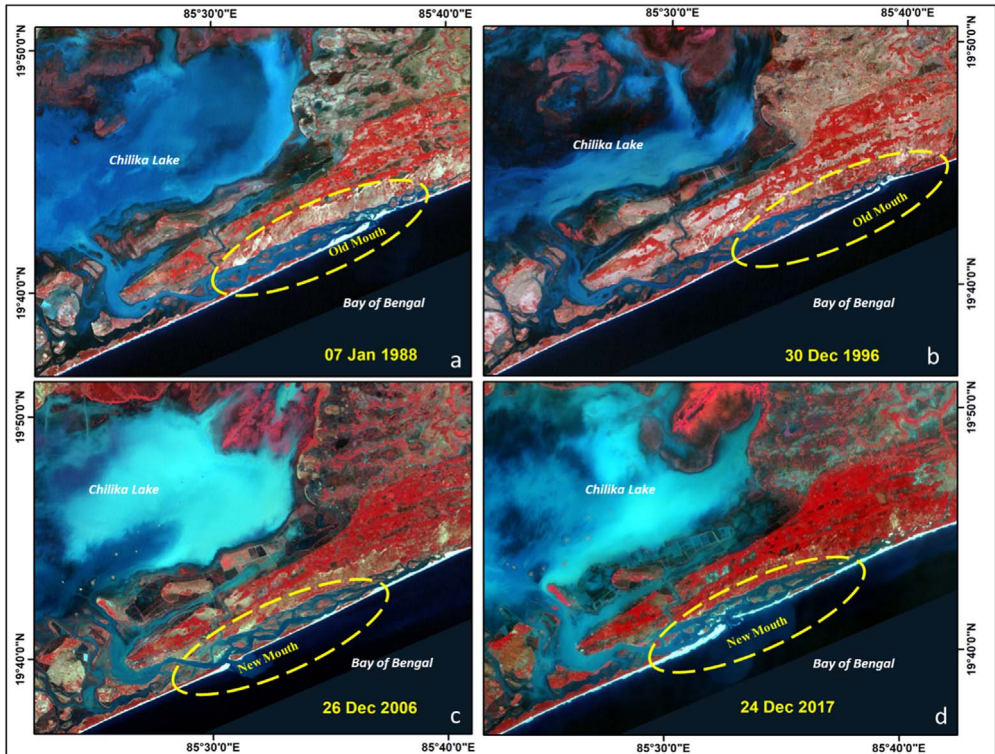 85°30'0"E 85°40'0"E 85°30'0"E 85°40'0"E
19°50'0"N
Chilika Lake
Old Mouth
19°40'0"N
Bay of Bengal
07 Jan 1988
a
19°50'0"N
Chilika Lake
Old Mouth
19°40'0"N
Bay of Bengal
30 Dec 1996
b
19°50'0"N
Chilika Lake
New Mouth
19°40'0"N
Bay of Bengal
26 Dec 2006
c
19°50'0"N
Chilika Lake
New Mouth
19°40'0"N
Bay of Bengal
24 Dec 2017
d
85°30'0"E 85°40'0"E 85°30'0"E 85°40'0"E